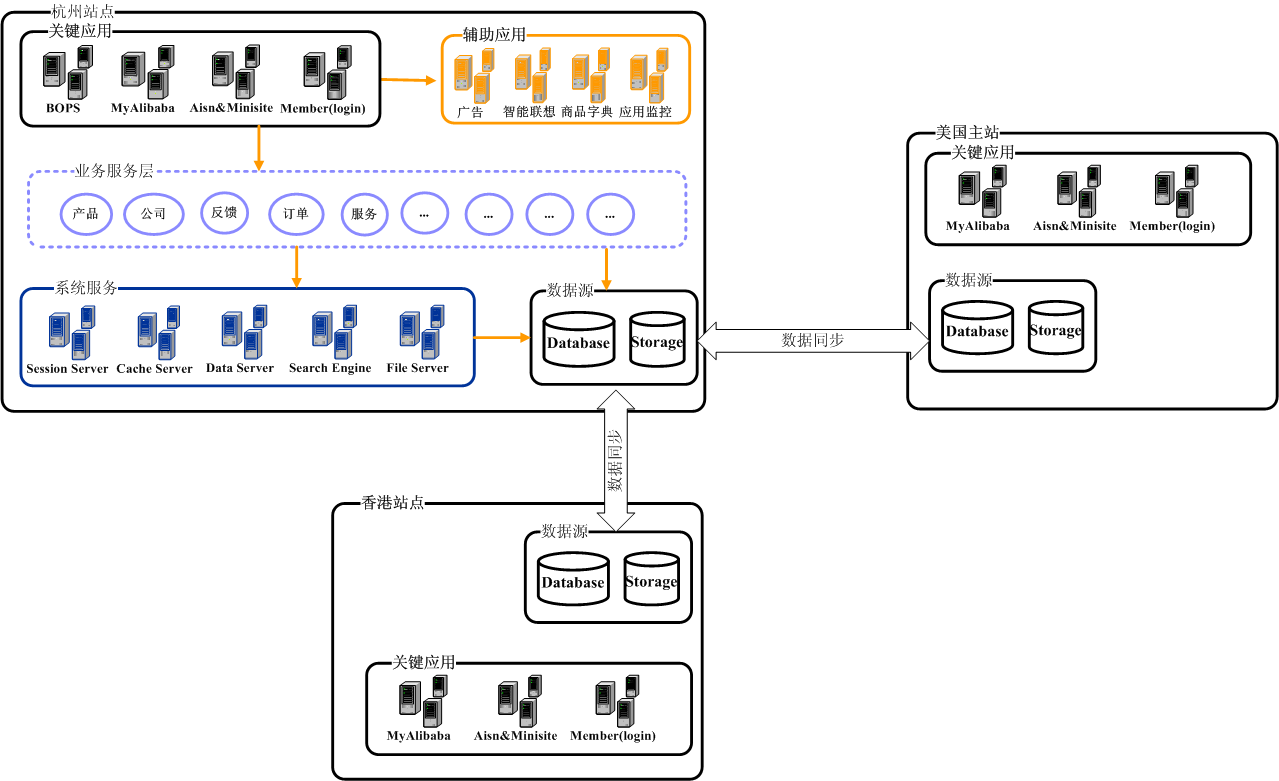 杭州站点
关键应用
BOPS
MyAlibaba
Aisn&Minisite
Member(login)
辅助应用
广告
智能联想
商品字典
应用监控
业务服务层
产品
公司
反馈
订单
服务
...
...
...
...
系统服务
Session Server
Cache Server
Data Server
Search Engine
File Server
数据源
Database
Storage
数据同步
美国主站
关键应用
MyAlibaba
Aisn&Minisite
Member(login)
数据源
Database
Storage
数据同步
香港站点
数据源
Database
Storage
关键应用
MyAlibaba
Aisn&Minisite
Member(login)